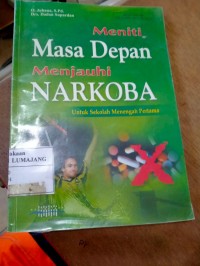 Meniti
Masa Depan
Menjauhi
NARKOBA
Untuk Sekolah Menengah Pertama
LUMAJANG